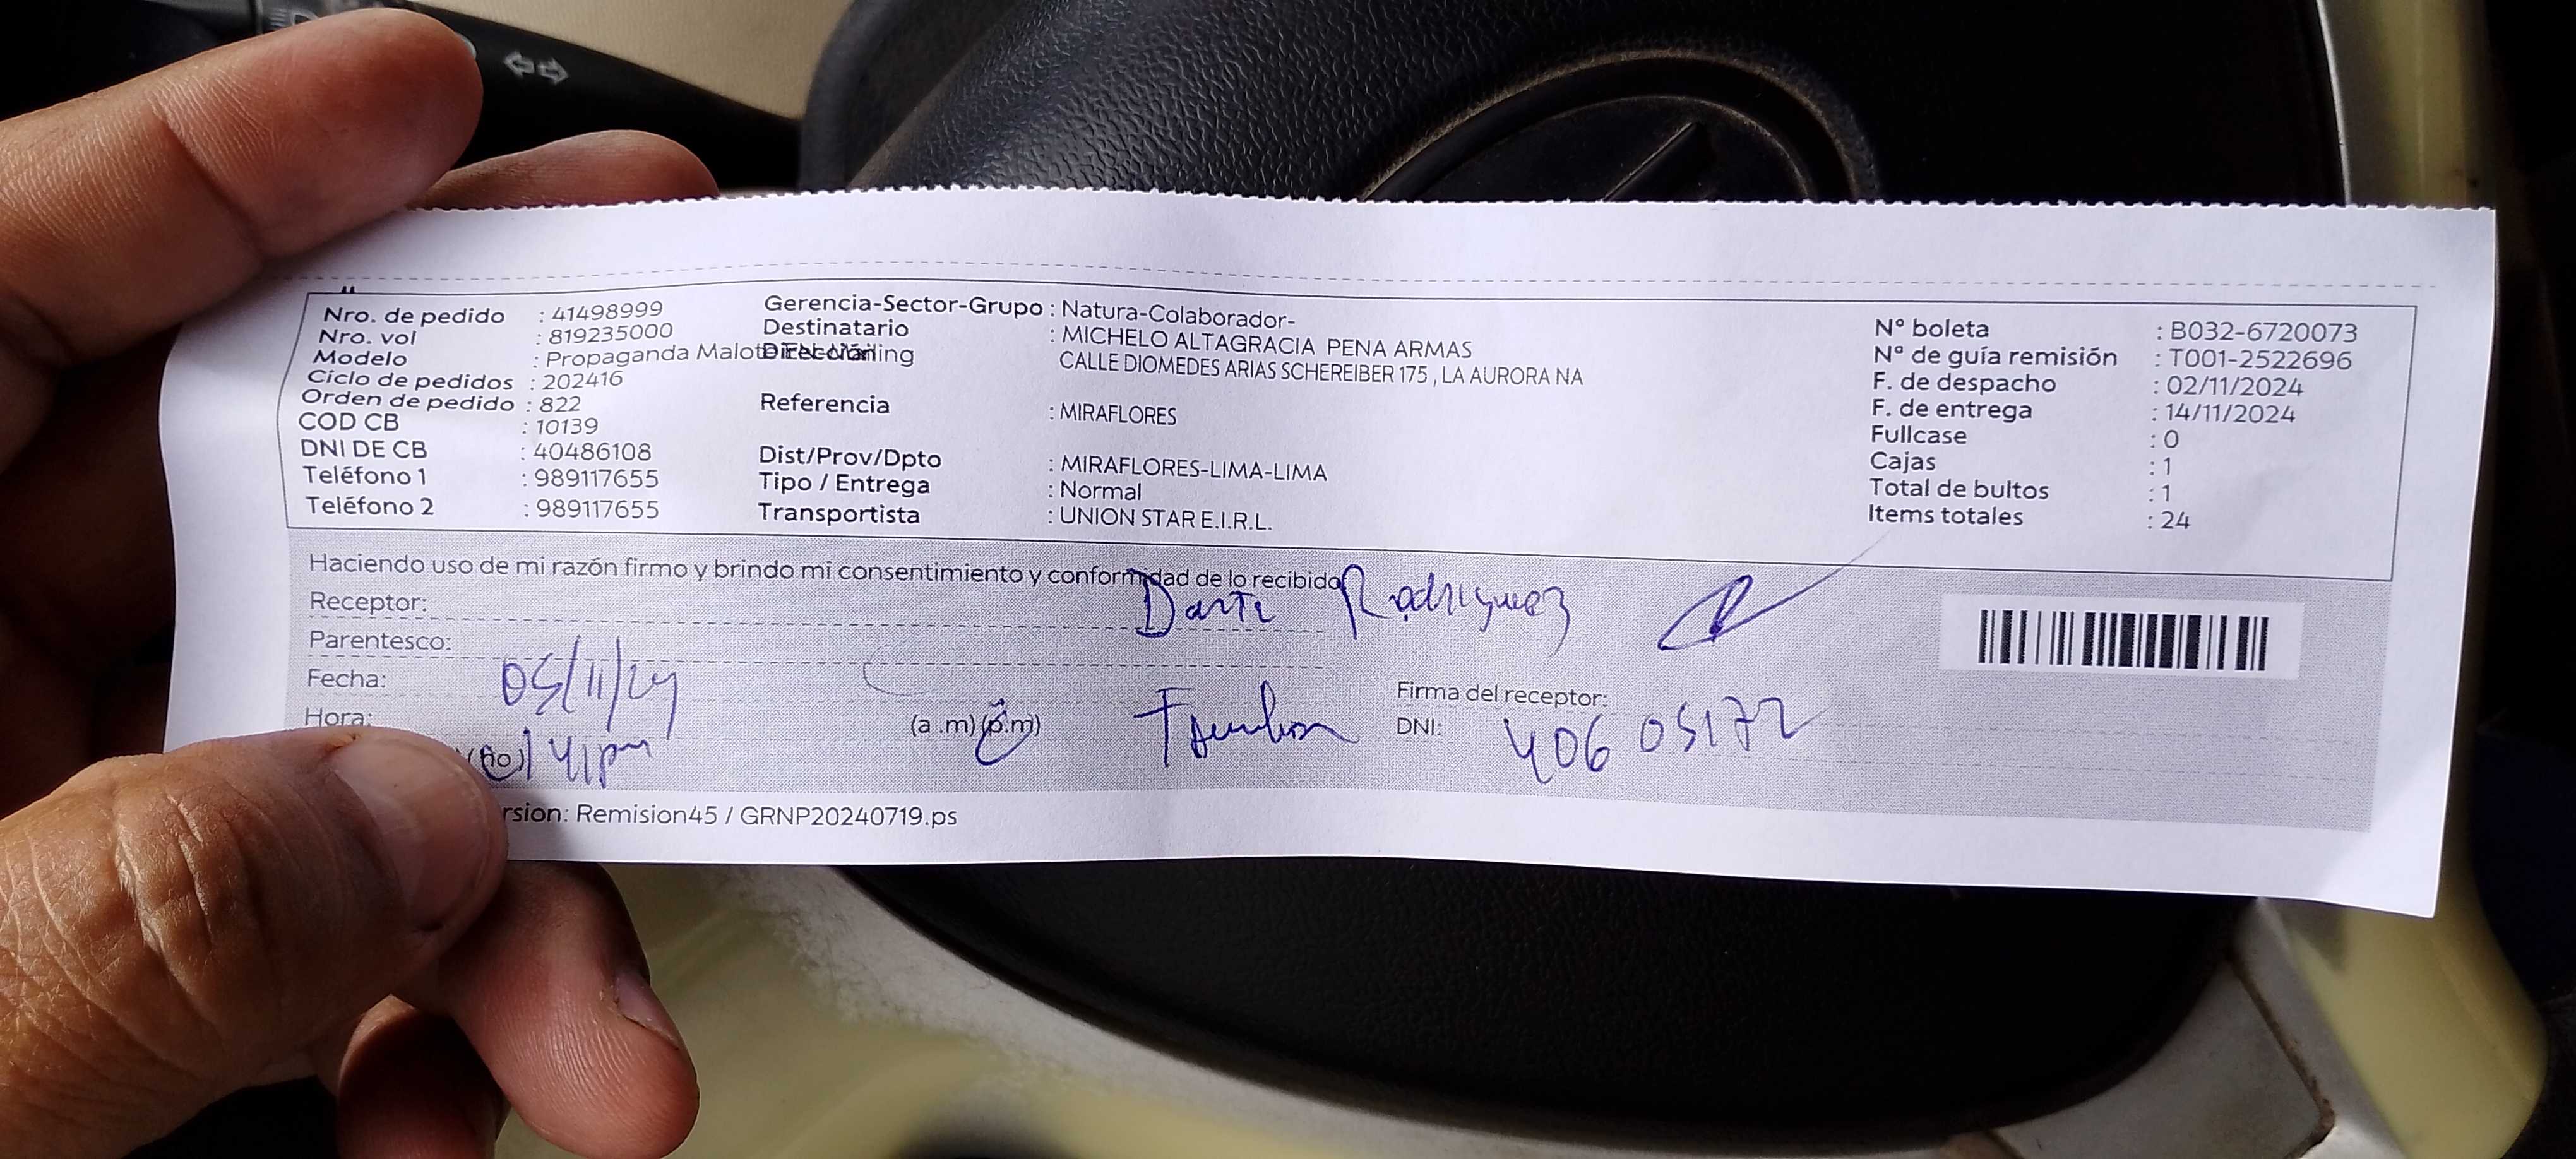 Nro. de pedido : 41498999
Nro. vol : 819235000
Modelo : Propaganda Maloteo EN-Mailing
Ciclo de pedidos : 202416
Orden de pedido : 822
COD CB : 10139
DNI DE CB : 40486108
Teléfono 1 : 989117655
Teléfono 2 : 989117655
Gerencia-Sector-Grupo : Natura-Colaborador-
Destinatario : MICHELO ALTAGRACIA PENA ARMAS
Dirección CALLE DIOMEDES ARIAS SCHEREIBER 175 , LA AURORA NA
Referencia : MIRAFLORES
Dist/Prov/Dpto : MIRAFLORES-LIMA-LIMA
Tipo / Entrega : Normal
Transportista : UNION STAR E.I.R.L.
N° boleta : B032-6720073
Nª de guía remisión : T001-2522696
F. de despacho : 02/11/2024
F. de entrega : 14/11/2024
Fullcase : 0
Cajas : 1
Total de bultos : 1
Items totales : 24
Haciendo uso de mi razón firmo y brindo mi consentimiento y conformidad de lo recibido
Receptor: Rodriguez
Parentesco:
Fecha: 05/11/24
Hora: (a .m) (p.m)
1 41pm
Firma del receptor:
DNI: 40605172
rsion: Remision45 / GRNP20240719.ps